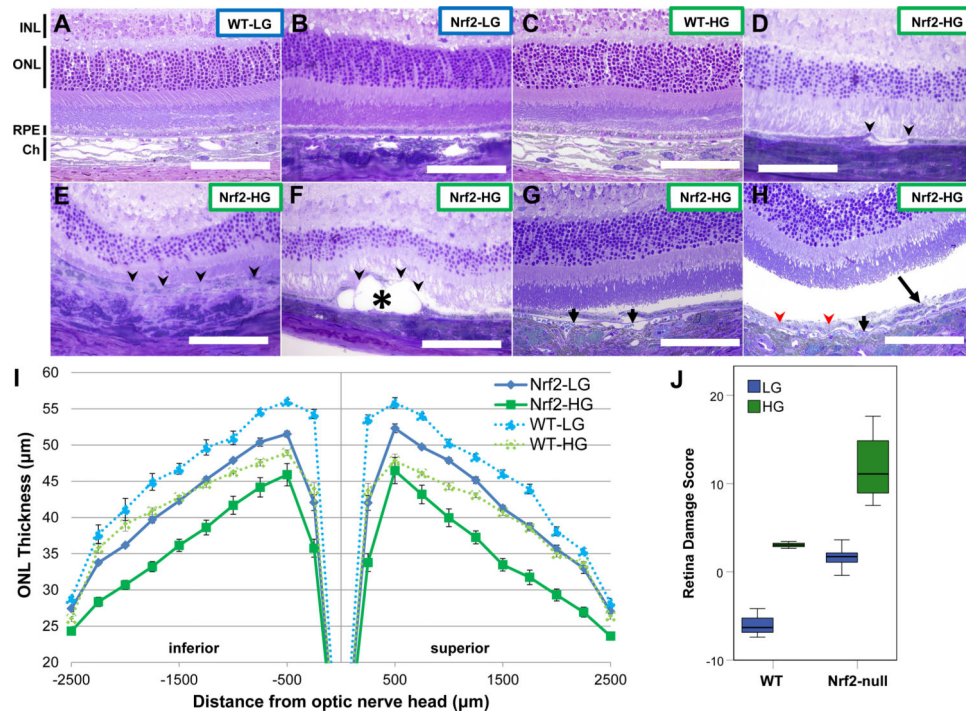 A WT-LG
B Nrf2-LG
C WT-HG
D Nrf2-HG
INL
ONL
RPE
Ch
E Nrf2-HG
F Nrf2-HG
*
G Nrf2-HG
H Nrf2-HG
I
60
55
50
45
40
35
30
25
20
ONL Thickness (µm)
Nrf2-LG
Nrf2-HG
WT-LG
WT-HG
inferior
superior
-2500 -1500 -500 500 1500 2500
Distance from optic nerve head (µm)
J
LG
HG
20
10
0
-10
Retina Damage Score
WT Nrf2-null